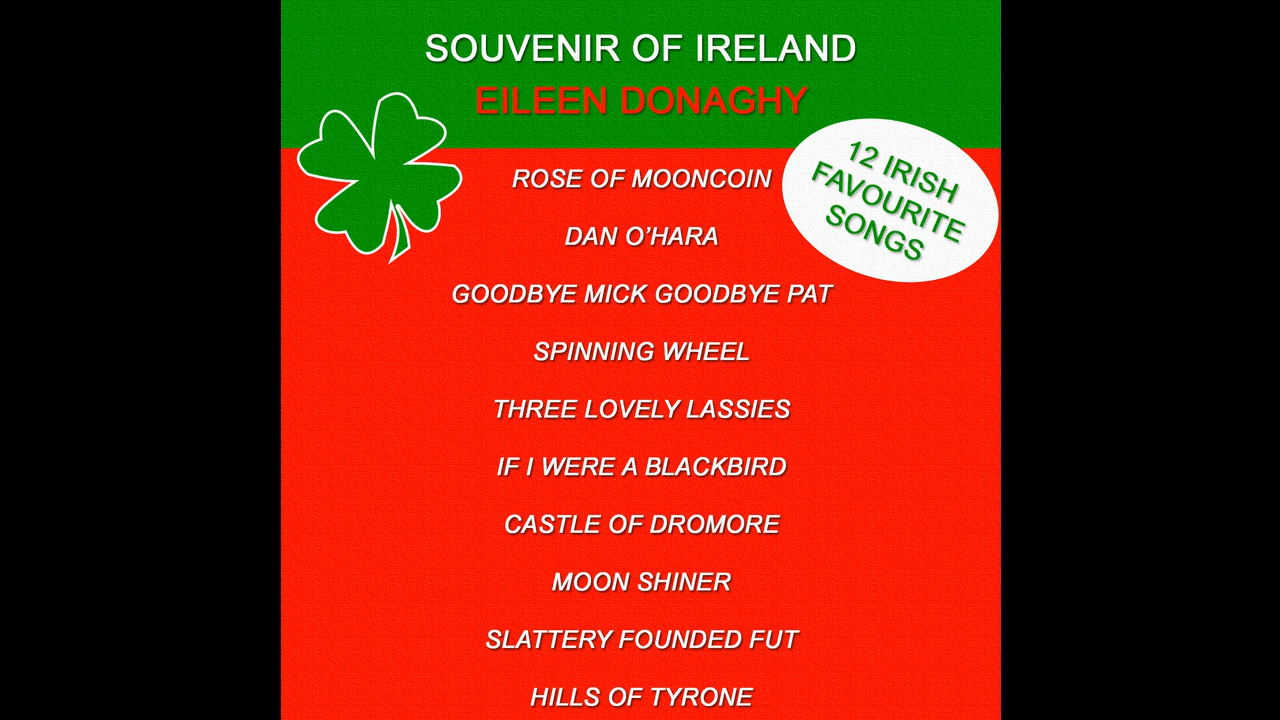 SOUVENIR OF IRELAND
EILEEN DONAGHY
12 IRISH
FAVOURITE
SONGS
ROSE OF MOONCOIN
DAN O’HARA
GOODBYE MICK GOODBYE PAT
SPINNING WHEEL
THREE LOVELY LASSIES
IF I WERE A BLACKBIRD
CASTLE OF DROMORE
MOON SHINER
SLATTERY FOUNDED FUT
HILLS OF TYRONE